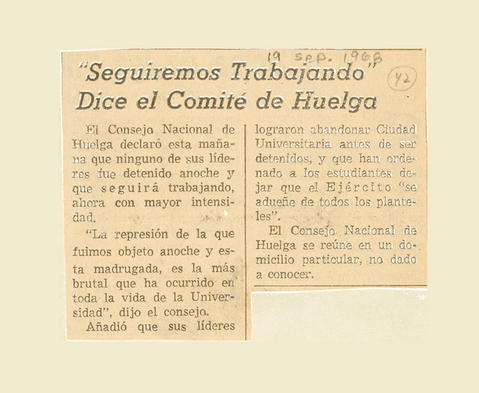 19 sep. 1968
42
"Seguiremos Trabajando"
Dice el Comité de Huelga
El Consejo Nacional de
Huelga declaró esta maña-
na que ninguno de sus líde-
res fue detenido anoche y
que seguirá trabajando,
ahora con mayor intensi-
dad.
"La represión de la que
fuimos objeto anoche y es-
ta madrugada, es la más
brutal que ha ocurrido en
toda la vida de la Univer-
sidad", dijo el consejo.
Añadió que sus líderes
lograron abandonar Ciudad
Universitaria antes de ser
detenidos, y que han orde-
nado a los estudiantes de-
jar que el Ejército "se
adueñe de todos los plante-
les".
El Consejo Nacional de
Huelga se reúne en un do-
micilio particular, no dado
a conocer.